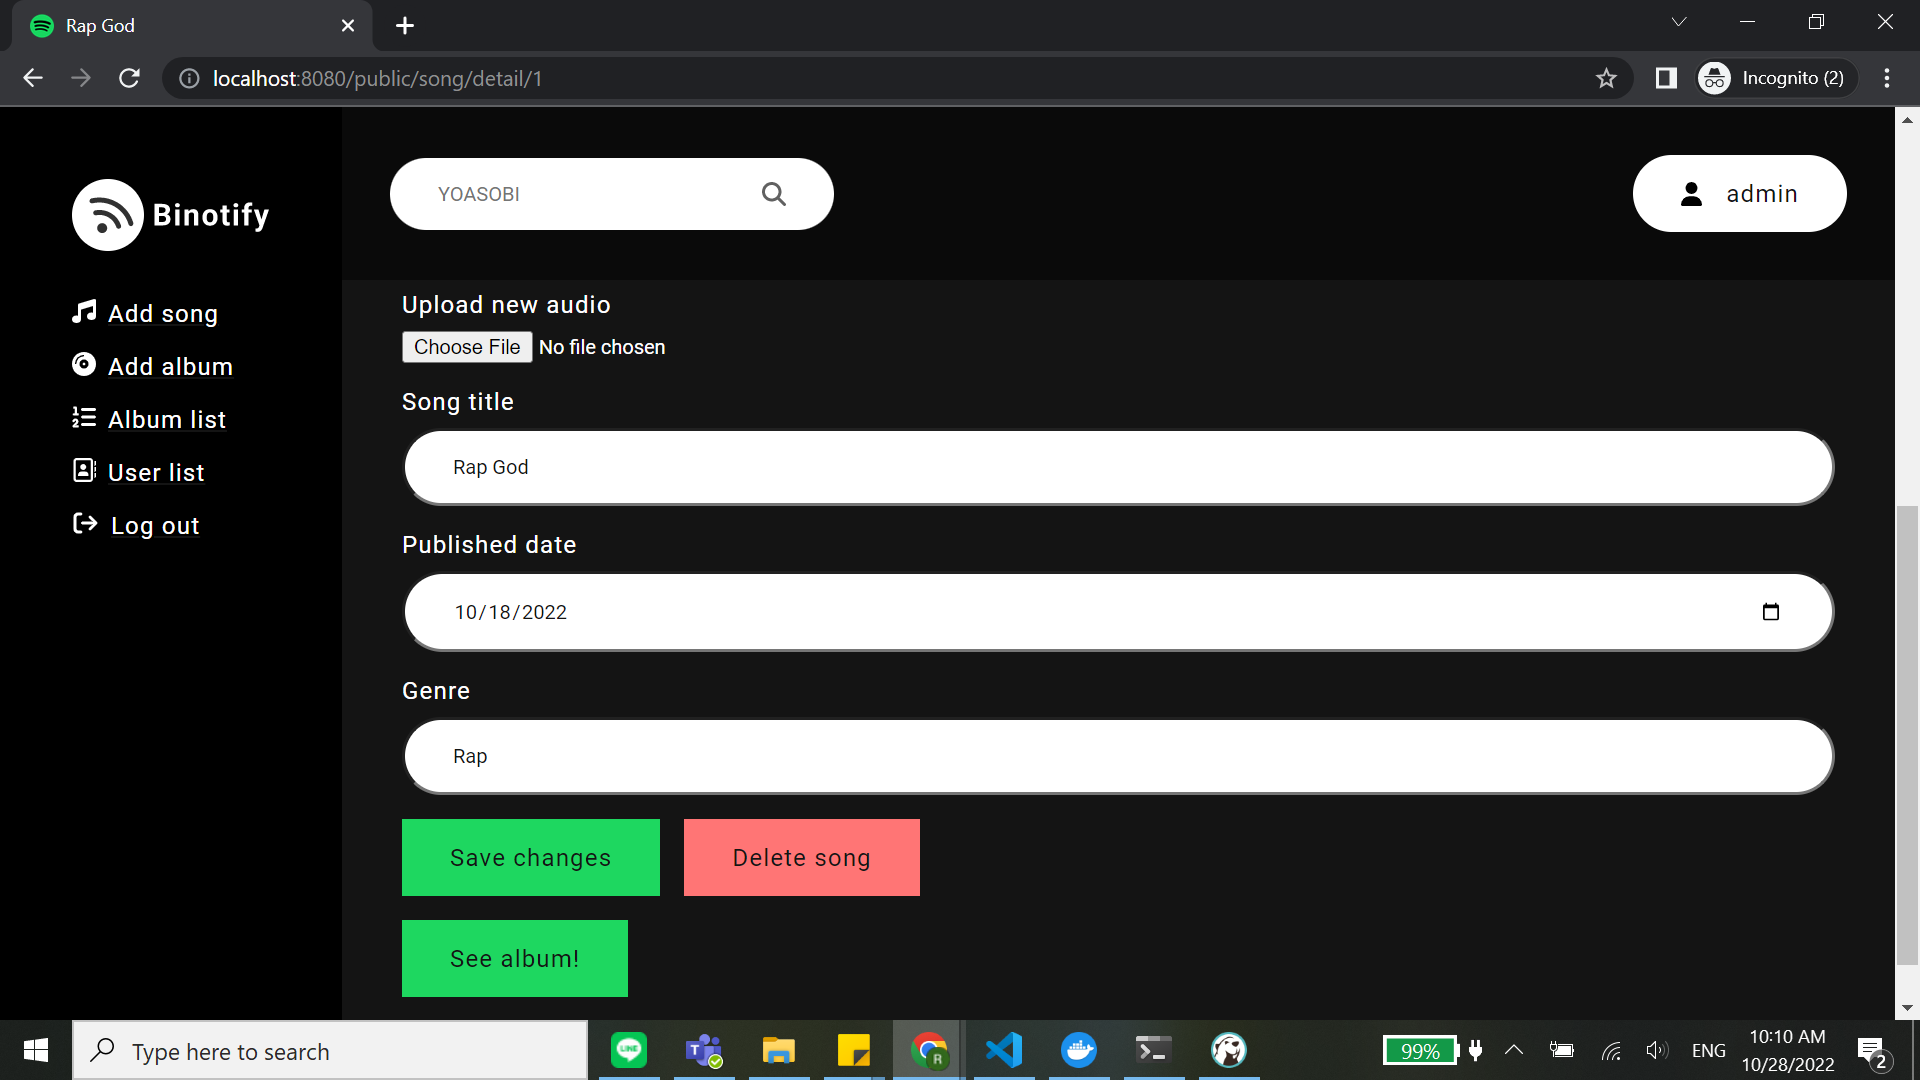 Rap God
localhost:8080/public/song/detail/1
Incognito (2)
Binotify
YOASOBI
admin
Add song
Add album
Album list
User list
Log out
Upload new audio
Choose File No file chosen
Song title
Rap God
Published date
10/18/2022
Genre
Rap
Save changes
Delete song
See album!
Type here to search
LINE
T
R
99%
ENG
10:10 AM
10/28/2022
2